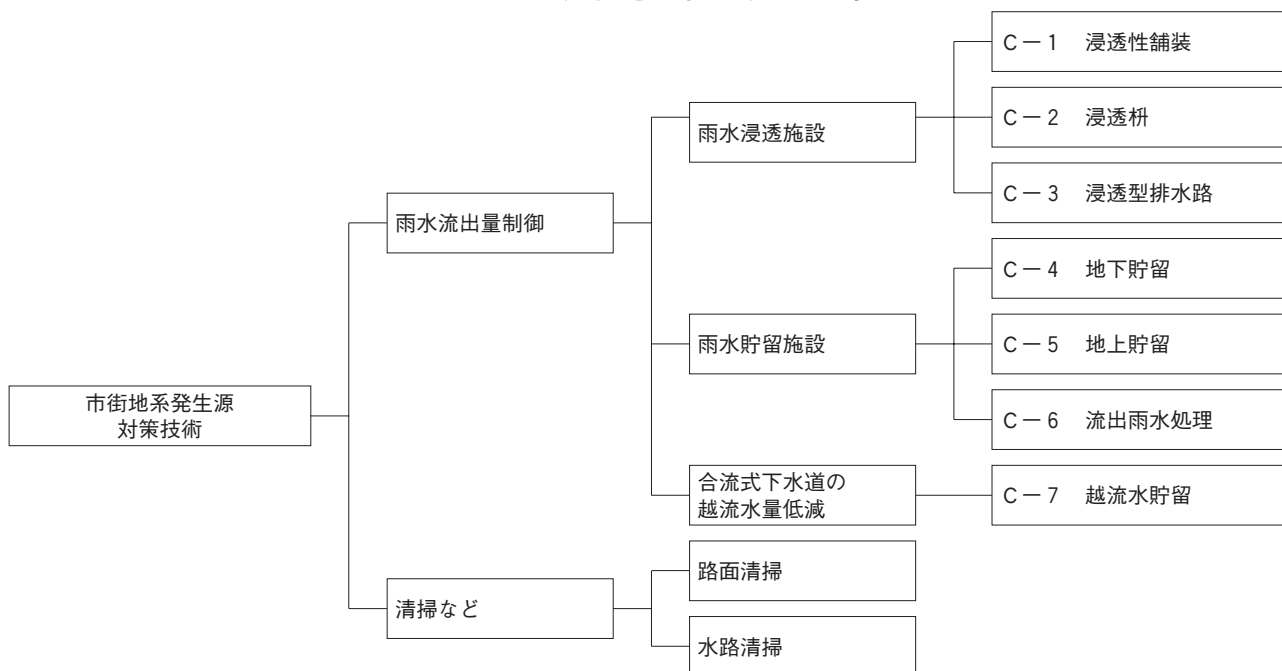 市街地系発生源
対策技術
雨水流出量制御
雨水浸透施設
C－1 浸透性舗装
C－2 浸透枡
C－3 浸透型排水路
雨水貯留施設
C－4 地下貯留
C－5 地上貯留
C－6 流出雨水処理
合流式下水道の
越流水量低減
C－7 越流水貯留
清掃など
路面清掃
水路清掃